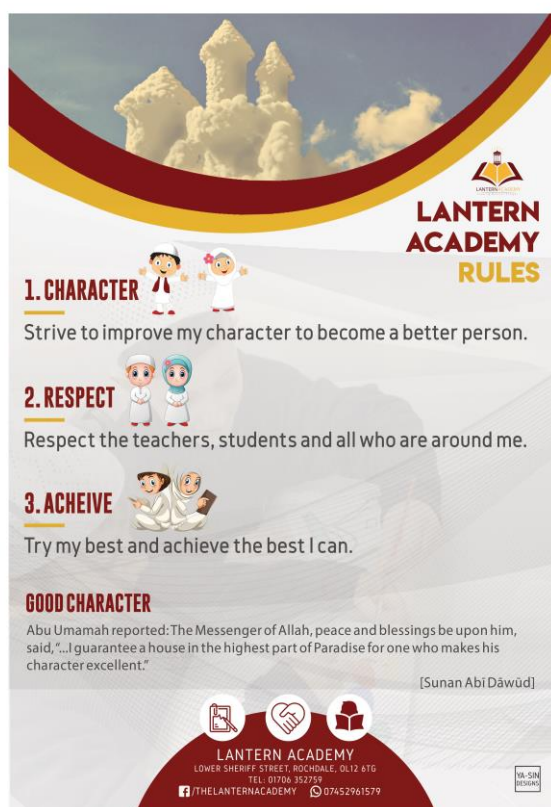 LANTERN ACADEMY
LANTERN
ACADEMY
RULES
1. CHARACTER
Strive to improve my character to become a better person.
2. RESPECT
Respect the teachers, students and all who are around me.
3. ACHEIVE
Try my best and achieve the best I can.
GOOD CHARACTER
Abu Umamah reported: The Messenger of Allah, peace and blessings be upon him,
said, "...I guarantee a house in the highest part of Paradise for one who makes his
character excellent."
[Sunan Abī Dāwūd]
LANTERN ACADEMY
LOWER SHERIFF STREET, ROCHDALE, OL12 6TG
TEL: 01706 352759
/THELANTERNACADEMY 07452961579
YA-SIN
DESIGNS